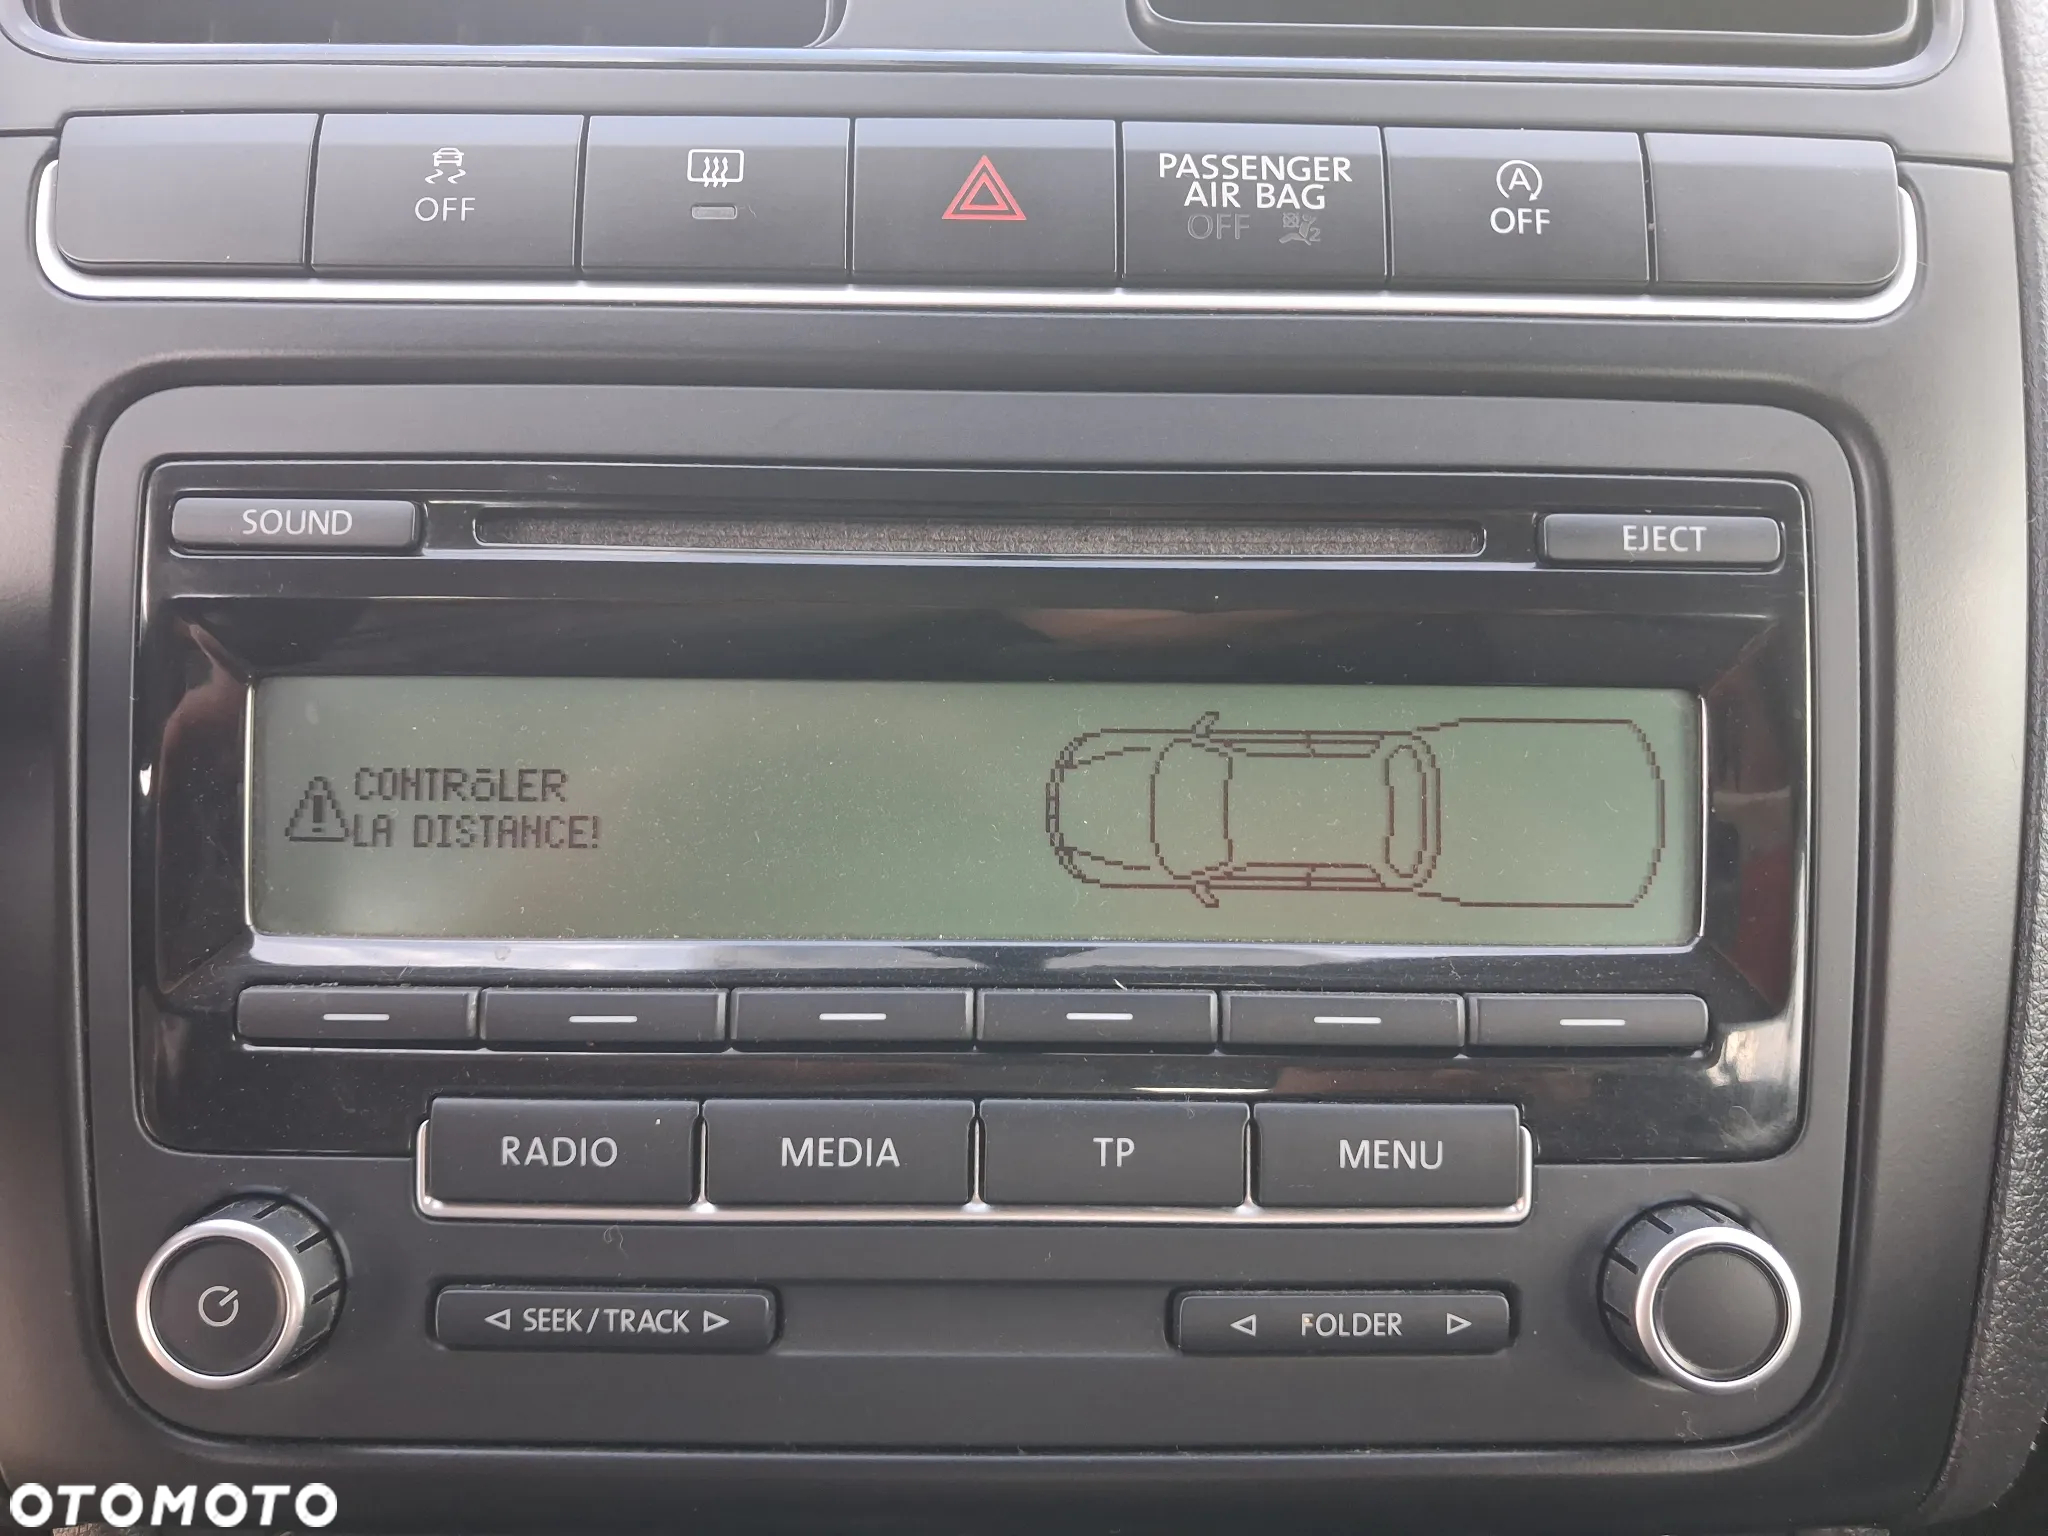 OFF
PASSENGER
AIR BAG
OFF 2
A
OFF
SOUND
EJECT
CONTRÔLER
LA DISTANCE!
RADIO
MEDIA
TP
MENU
SEEK/TRACK
FOLDER
OTOMOTO